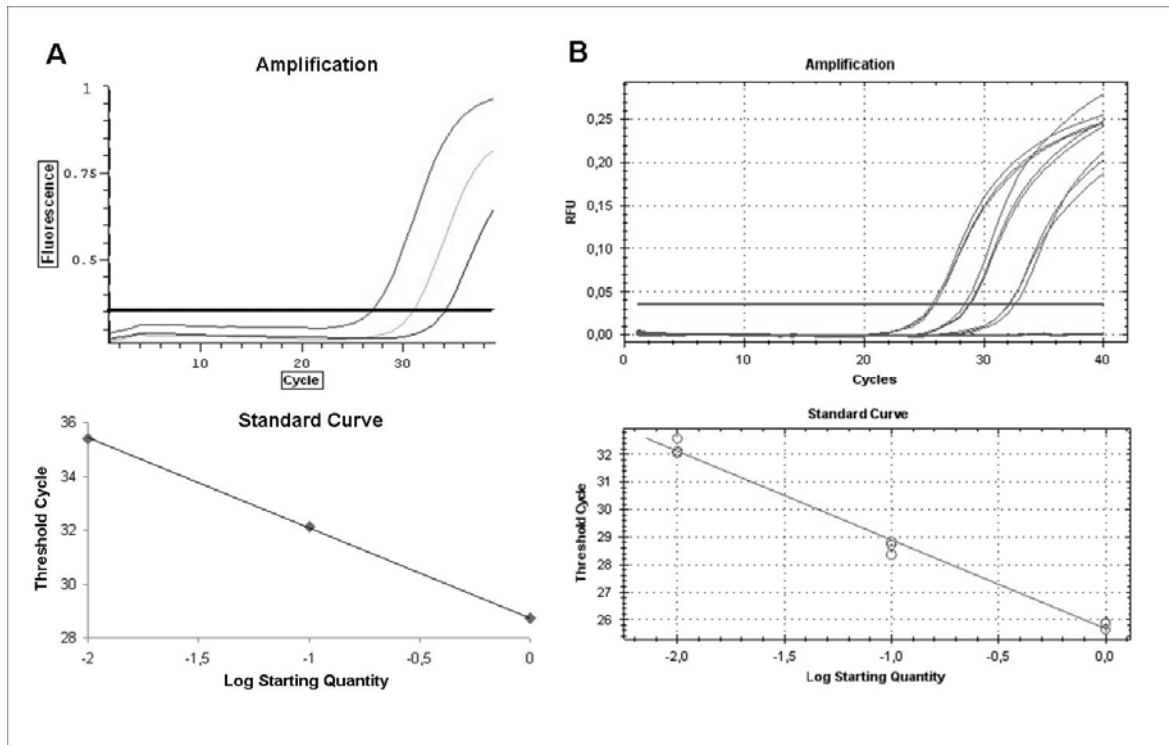 A
Amplification
1
0.75
0.5
Fluorescence
10
20
30
Cycle
Standard Curve
36
34
32
30
28
Threshold Cycle
-2
-1,5
-1
-0,5
0
Log Starting Quantity
B
Amplification
0,25
0,20
0,15
0,10
0,05
0,00
RFU
0
10
20
30
40
Cycles
Standard Curve
32
31
30
29
28
27
26
Threshold Cycle
-2,0
-1,5
-1,0
-0,5
0,0
Log Starting Quantity